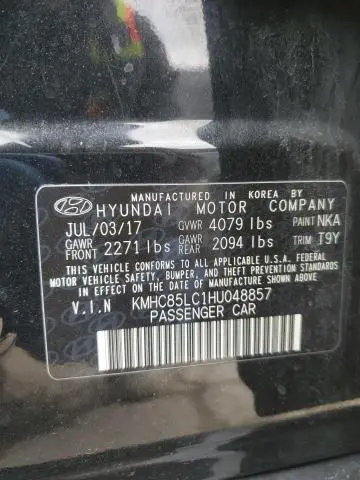 MANUFACTURED IN KOREA BY
HYUNDAI MOTOR COMPANY
JUL/03/17 GVWR 4079 lbs PAINT NKA
GAWR FRONT 2271 lbs GAWR REAR 2094 lbs TRIM T9Y
THIS VEHICLE CONFORMS TO ALL APPLICABLE U.S.A. FEDERAL
MOTOR VEHICLE SAFETY, BUMPER, AND THEFT PREVENTION
STANDARDS IN EFFECT ON THE DATE OF MANUFACTURE SHOWN ABOVE.
V.I.N KMHC85LC1HU048857
PASSENGER CAR